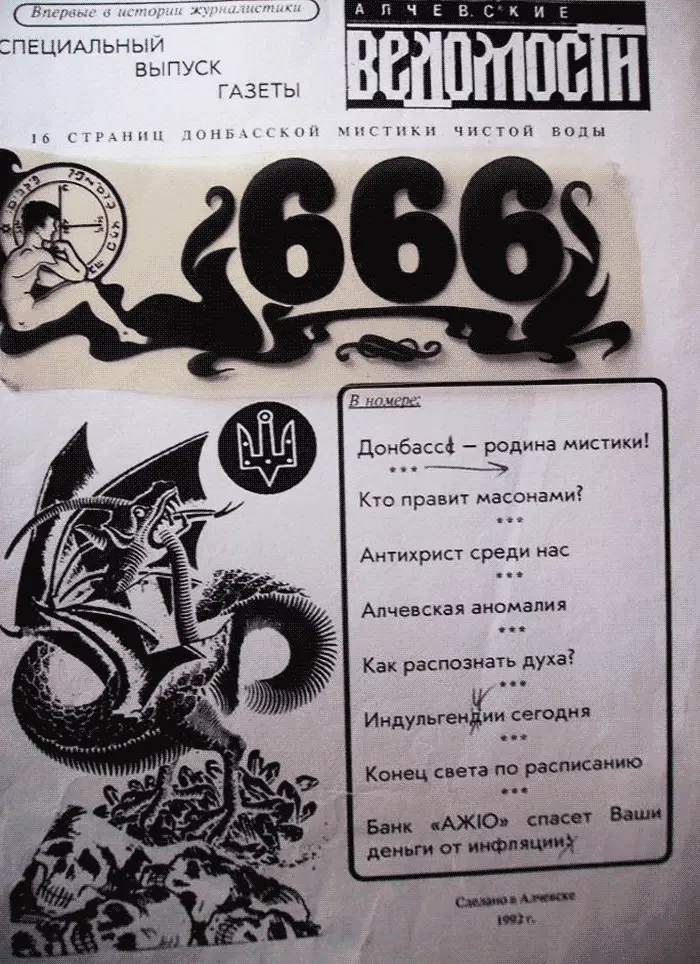 Впервые в истории журналистики
АЛЧЕВСКИЕ
ВЕДОМОСТИ
СПЕЦИАЛЬНЫЙ
ВЫПУСК
ГАЗЕТЫ
16 СТРАНИЦ ДОНБАССКОЙ МИСТИКИ ЧИСТОЙ ВОДЫ
666
В номере:
Донбасс – родина мистики!
***
Кто правит масонами?
***
Антихрист среди нас
***
Алчевская аномалия
***
Как распознать духа?
***
Индульгендии сегодня
***
Конец света по расписанию
***
Банк «АЖІО» спасет Ваши
деньги от инфляции
Сделано в Алчевске
1992 г.